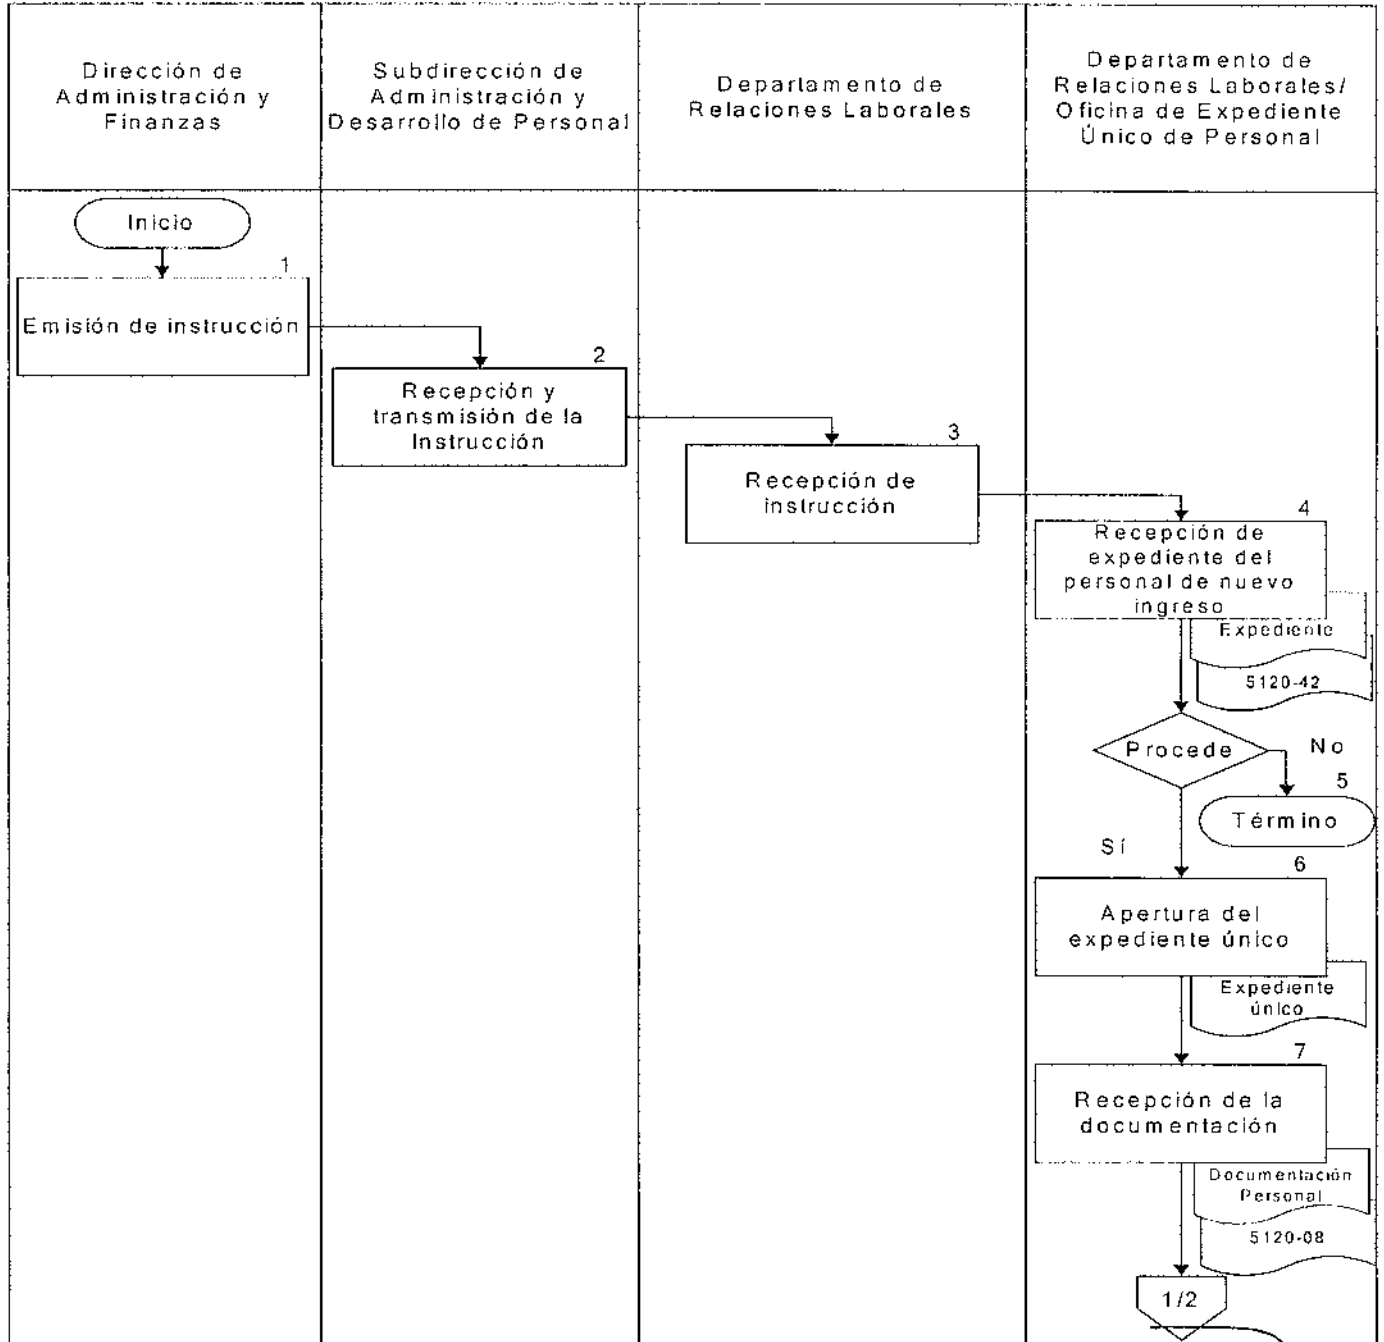 Dirección de
Administración y
Finanzas
Subdirección de
Administración y
Desarrollo de Personal
Departamento de
Relaciones Laborales
Departamento de
Relaciones Laborales/
Oficina de Expediente
Único de Personal
Inicio
1
Emisión de instrucción
2
Recepción y
transmisión de la
Instrucción
3
Recepción de
instrucción
4
Recepción de
expediente del
personal de nuevo
ingreso
Expediente
5120-42
Procede
No
5
Término
Sí
6
Apertura del
expediente único
Expediente
único
7
Recepción de la
documentación
Documentación
Personal
5120-08
1/2